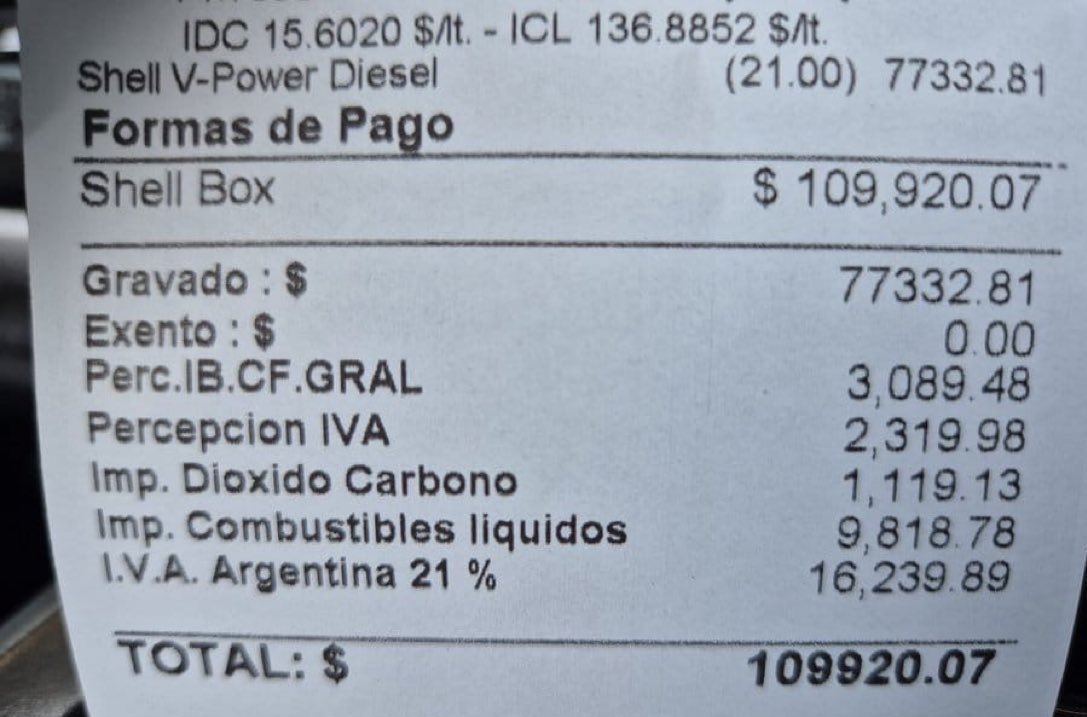 IDC 15.6020 $/lt. - ICL 136.8852 $/lt.
Shell V-Power Diesel (21.00) 77332.81
Formas de Pago
Shell Box $ 109,920.07
Gravado : $ 77332.81
Exento : $ 0.00
Perc.IB.CF.GRAL 3,089.48
Percepcion IVA 2,319.98
Imp. Dioxido Carbono 1,119.13
Imp. Combustibles liquidos 9,818.78
I.V.A. Argentina 21 % 16,239.89
TOTAL: $ 109920.07